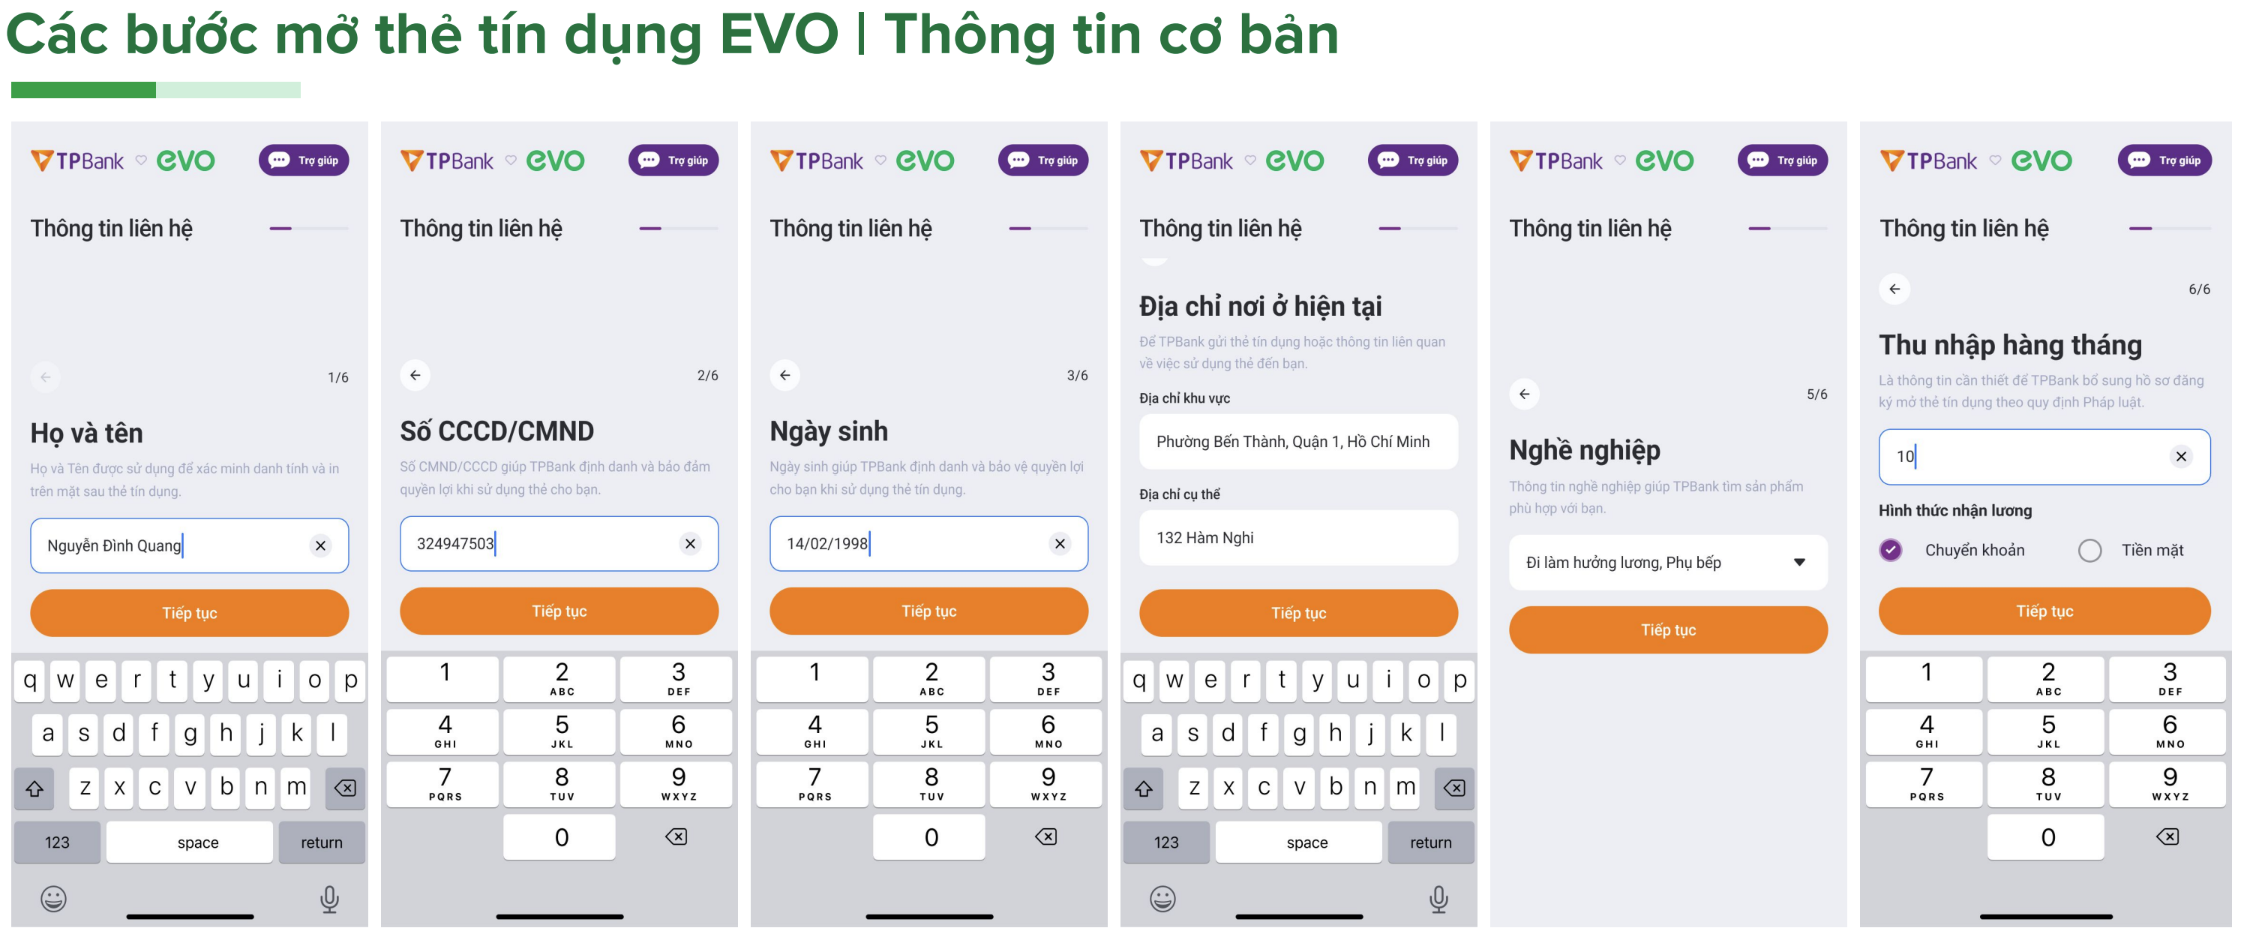 Các bước mở thẻ tín dụng EVO | Thông tin cơ bản
TPBank evo
Trợ giúp
Thông tin liên hệ
1/6
Họ và tên
Họ và Tên được sử dụng để xác minh danh tính và in
trên mặt sau thẻ tín dụng.
Nguyễn Đình Quang
Tiếp tục
q w e r t y u i o p
a s d f g h j k l
z x c v b n m
123 space return
TPBank evo
Trợ giúp
Thông tin liên hệ
2/6
Số CCCD/CMND
Số CMND/CCCD giúp TPBank định danh và bảo đảm
quyền lợi khi sử dụng thẻ cho bạn.
324947503
Tiếp tục
1 2 3
ABC DEF
4 5 6
GHI JKL MNO
7 8 9
PQRS TUV WXYZ
0
TPBank evo
Trợ giúp
Thông tin liên hệ
3/6
Ngày sinh
Ngày sinh giúp TPBank định danh và bảo vệ quyền lợi
cho bạn khi sử dụng thẻ tín dụng.
14/02/1998
Tiếp tục
1 2 3
ABC DEF
4 5 6
GHI JKL MNO
7 8 9
PQRS TUV WXYZ
0
TPBank evo
Trợ giúp
Thông tin liên hệ
Địa chỉ nơi ở hiện tại
Để TPBank gửi thẻ tín dụng hoặc thông tin liên quan
về việc sử dụng thẻ đến bạn.
Địa chỉ khu vực
Phường Bến Thành, Quận 1, Hồ Chí Minh
Địa chỉ cụ thể
132 Hàm Nghi
Tiếp tục
q w e r t y u i o p
a s d f g h j k l
z x c v b n m
123 space return
TPBank evo
Trợ giúp
Thông tin liên hệ
5/6
Nghề nghiệp
Thông tin nghề nghiệp giúp TPBank tìm sản phẩm
phù hợp với bạn.
Đi làm hưởng lương, Phụ bếp
Tiếp tục
TPBank evo
Trợ giúp
Thông tin liên hệ
6/6
Thu nhập hàng tháng
Là thông tin cần thiết để TPBank bổ sung hồ sơ đăng
ký mở thẻ tín dụng theo quy định Pháp luật.
10
Hình thức nhận lương
Chuyển khoản Tiền mặt
Tiếp tục
1 2 3
ABC DEF
4 5 6
GHI JKL MNO
7 8 9
PQRS TUV WXYZ
0